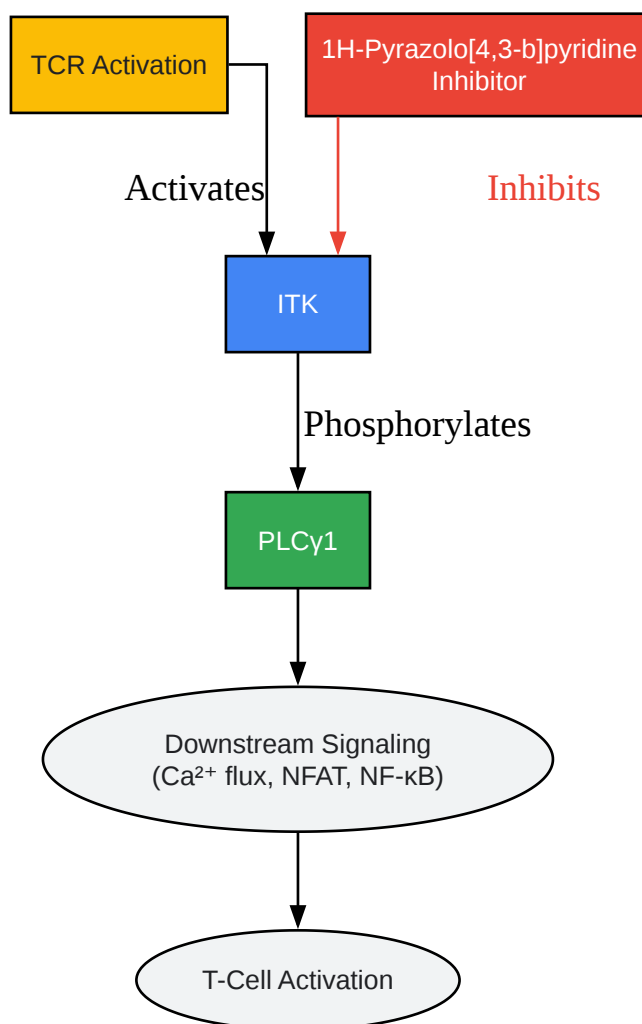 TCR Activation
1H-Pyrazolo[4,3-b]pyridine
Inhibitor
Activates
Inhibits
ITK
Phosphorylates
PLCγ1
Downstream Signaling
(Ca²⁺ flux, NFAT, NF-κB)
T-Cell Activation